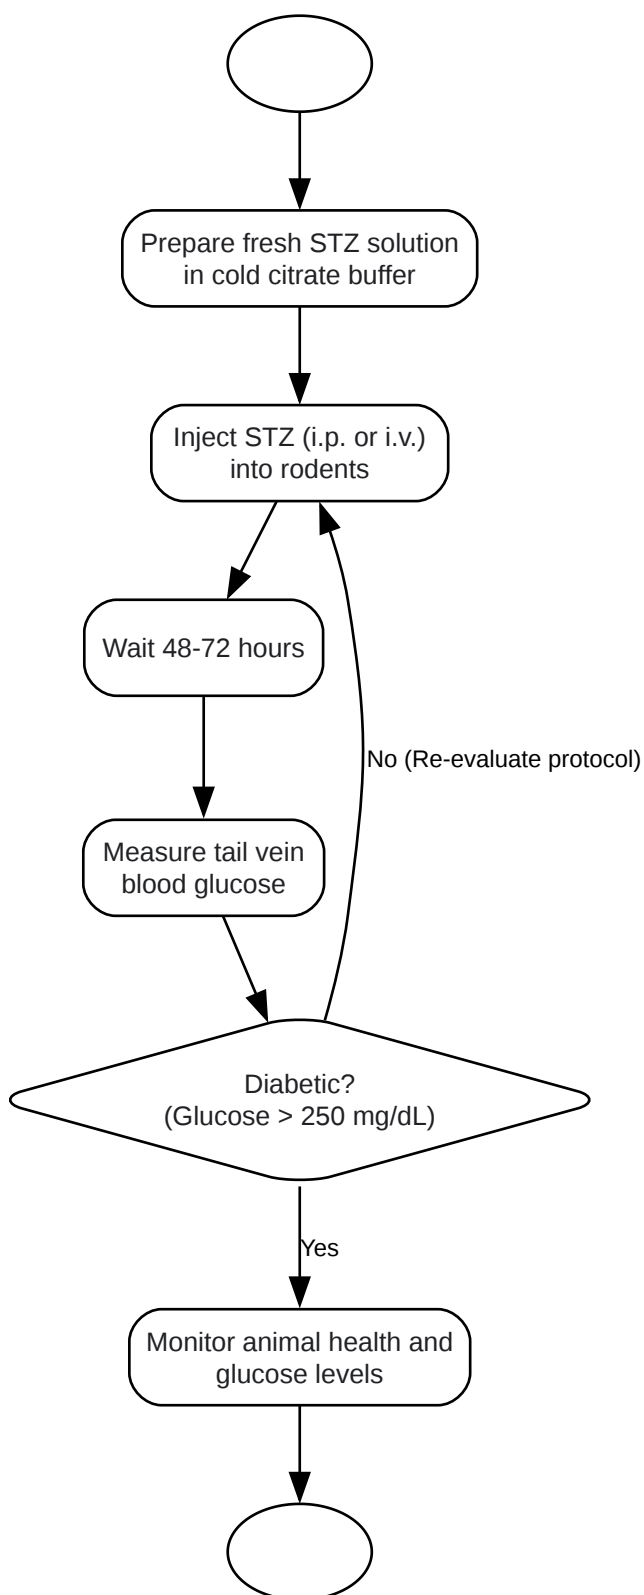 Prepare fresh STZ solution
in cold citrate buffer
Inject STZ (i.p. or i.v.)
into rodents
Wait 48-72 hours
No (Re-evaluate protocol)
Measure tail vein
blood glucose
Diabetic?
(Glucose > 250 mg/dL)
Yes
Monitor animal health and
glucose levels